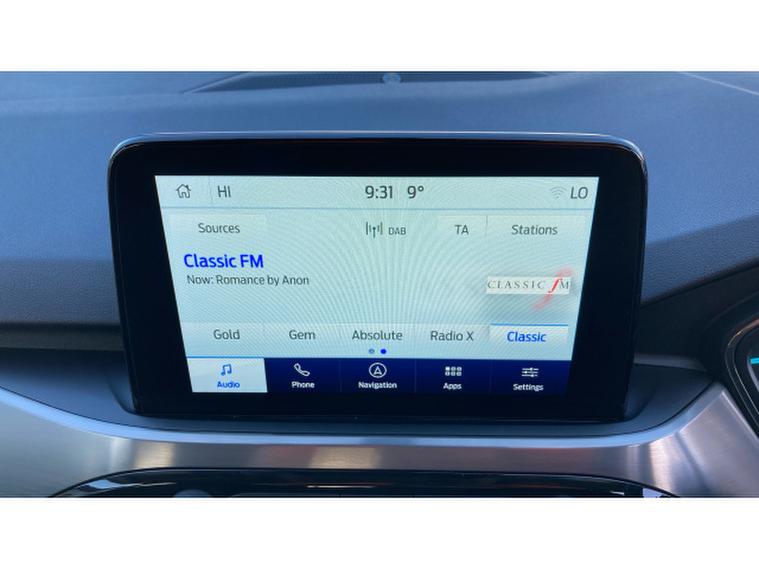 HI 9:31 9° LO
Sources DAB TA Stations
Classic FM
Now: Romance by Anon
CLASSIC fM
Gold Gem Absolute Radio X Classic
Audio Phone Navigation Apps Settings